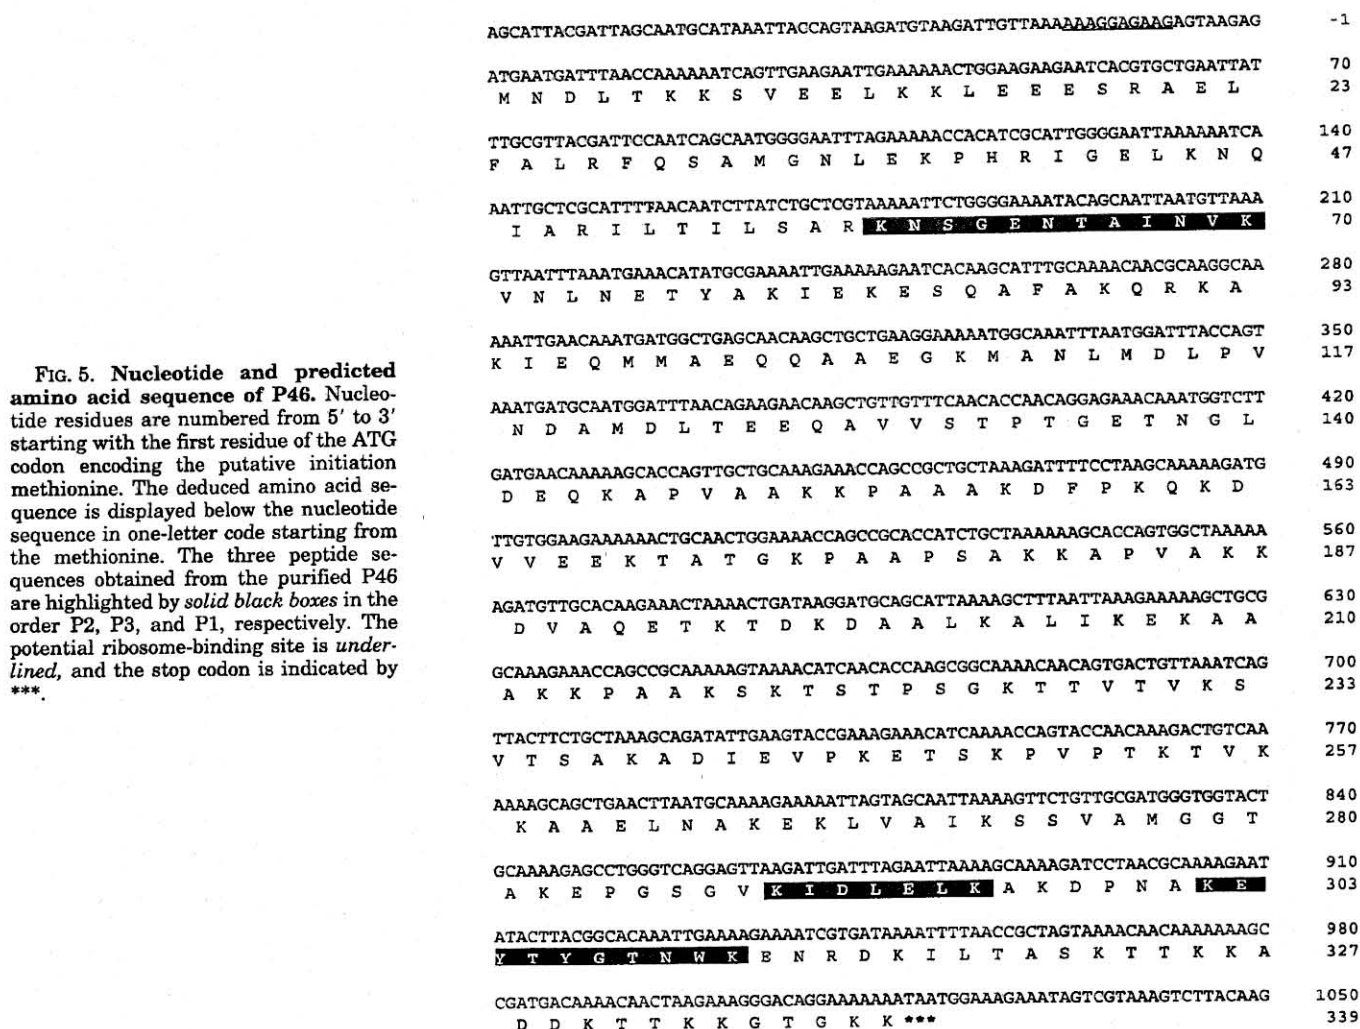 FIG. 5. Nucleotide and predicted
amino acid sequence of P46. Nucleo-
tide residues are numbered from 5′ to 3′
starting with the first residue of the ATG
codon encoding the putative initiation
methionine. The deduced amino acid se-
quence is displayed below the nucleotide
sequence in one-letter code starting from
the methionine. The three peptide se-
quences obtained from the purified P46
are highlighted by solid black boxes in the
order P2, P3, and P1, respectively. The
potential ribosome-binding site is under-
lined, and the stop codon is indicated by
***.
AGCATTACGATTAGCAATGCATAAATTACCAGTAAGATGTAAGATTGTTAAAAAAGGAGAAGAGTAAGAG -1
ATGAATGATTTAACCAAAAAATCAGTTGAAGAATTGAAAAAACTGGAAGAAGAATCACGTGCTGAATTAT 70
M N D L T K K S V E E L K K L E E E S R A E L 23
TTGCGTTACGATTCCAATCAGCAATGGGGAATTTAGAAAAACCACATCGCATTGGGGAATTAAAAAATCA 140
F A L R F Q S A M G N L E K P H R I G E L K N Q 47
AATTGCTCGCATTTTAACAATCTTATCTGCTCGTAAAAATTCTGGGGAAAATACAGCAATTAATGTTAAA 210
I A R I L T I L S A R K N S G E N T A I N V K 70
GTTAATTTAAATGAAACATATGCGAAAATTGAAAAAGAATCACAAGCATTTGCAAAACAACGCAAGGCAA 280
V N L N E T Y A K I E K E S Q A F A K Q R K A 93
AAATTGAACAAATGATGGCTGAGCAACAAGCTGCTGAAGGAAAAATGGCAAATTTAATGGATTTACCAGT 350
K I E Q M M A E Q Q A A E G K M A N L M D L P V 117
AAATGATGCAATGGATTTAACAGAAGAACAAGCTGTTGTTTCAACACCAACAGGAGAAACAAATGGTCTT 420
N D A M D L T E E Q A V V S T P T G E T N G L 140
GATGAACAAAAAGCACCAGTTGCTGCAAAGAAACCAGCCGCTGCTAAAGATTTTCCTAAGCAAAAAGATG 490
D E Q K A P V A A K K P A A A K D F P K Q K D 163
TTGTGGAAGAAAAAACTGCAACTGGAAAACCAGCCGCACCATCTGCTAAAAAAGCACCAGTGGCTAAAAA 560
V V E E K T A T G K P A A P S A K K A P V A K K 187
AGATGTTGCACAAGAAACTAAAACTGATAAGGATGCAGCATTAAAAGCTTTAATTAAAGAAAAAGCTGCG 630
D V A Q E T K T D K D A A L K A L I K E K A A 210
GCAAAGAAACCAGCCGCAAAAAGTAAAACATCAACACCAAGCGGCAAAACAACAGTGACTGTTAAATCAG 700
A K K P A A K S K T S T P S G K T T V T V K S 233
TTACTTCTGCTAAAGCAGATATTGAAGTACCGAAAGAAACATCAAAACCAGTACCAACAAAGACTGTCAA 770
V T S A K A D I E V P K E T S K P V P T K T V K 257
AAAAGCAGCTGAACTTAATGCAAAAGAAAAATTAGTAGCAATTAAAAGTTCTGTTGCGATGGGTGGTACT 840
K A A E L N A K E K L V A I K S S V A M G G T 280
GCAAAAGAGCCTGGGTCAGGAGTTAAGATTGATTTAGAATTAAAAGCAAAAGATCCTAACGCAAAAGAAT 910
A K E P G S G V K I D L E L K A K D P N A K E 303
ATACTTACGGCACAAATTGAAAAGAAAATCGTGATAAAATTTTAACCGCTAGTAAAACAACAAAAAAAGC 980
Y T Y G T N W K E N R D K I L T A S K T T K K A 327
CGATGACAAAACAACTAAGAAAGGGACAGGAAAAAAATAATGGAAAGAAATAGTCGTAAAGTCTTACAAG 1050
D D K T T K K G T G K K *** 339